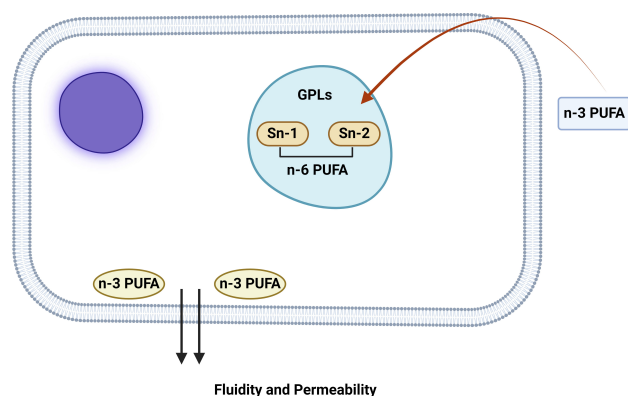 GPLs
n-3 PUFA
Sn-1 Sn-2
n-6 PUFA
n-3 PUFA n-3 PUFA
Fluidity and Permeability